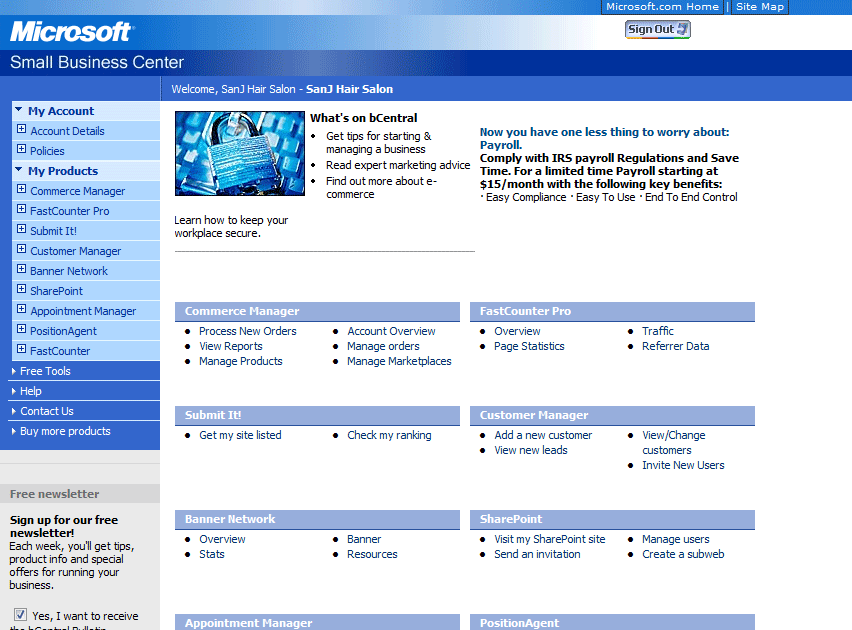 Microsoft.com Home | Site Map
Microsoft
Sign Out
Small Business Center
Welcome, SanJ Hair Salon - SanJ Hair Salon
My Account
Account Details
Policies
My Products
Commerce Manager
FastCounter Pro
Submit It!
Customer Manager
Banner Network
SharePoint
Appointment Manager
PositionAgent
FastCounter
Free Tools
Help
Contact Us
Buy more products
Free newsletter
Sign up for our free
newsletter!
Each week, you'll get tips,
product info and special
offers for running your
business.
Yes, I want to receive
the bCentral Bulletin
What's on bCentral
• Get tips for starting &
managing a business
• Read expert marketing advice
• Find out more about e-
commerce
Learn how to keep your
workplace secure.
Now you have one less thing to worry about:
Payroll.
Comply with IRS payroll Regulations and Save
Time. For a limited time Payroll starting at
$15/month with the following key benefits:
· Easy Compliance · Easy To Use · End To End Control
Commerce Manager
• Process New Orders
• View Reports
• Manage Products
• Account Overview
• Manage orders
• Manage Marketplaces
FastCounter Pro
• Overview
• Page Statistics
• Traffic
• Referrer Data
Submit It!
• Get my site listed
• Check my ranking
Customer Manager
• Add a new customer
• View new leads
• View/Change
customers
• Invite New Users
Banner Network
• Overview
• Stats
• Banner
• Resources
SharePoint
• Visit my SharePoint site
• Send an invitation
• Manage users
• Create a subweb
Appointment Manager
PositionAgent